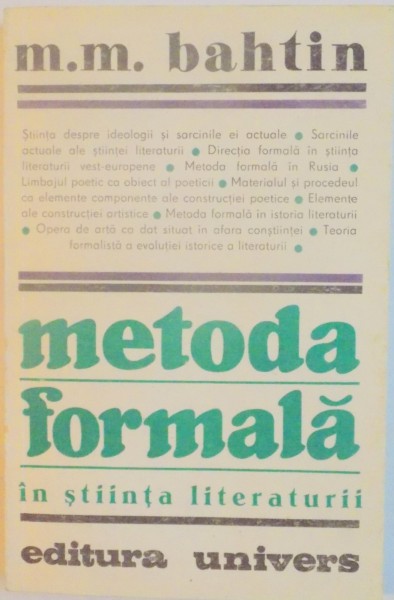 m.m. bahtin
Știința despre ideologii și sarcinile ei actuale ● Sarcinile
actuale ale științei literaturii ● Direcția formală în știința
literaturii vest-europene ● Metoda formală în Rusia ●
Limbajul poetic ca obiect al poeticii ● Materialul și procedeul
ca elemente componente ale construcției poetice ● Elemente
ale construcției artistice ● Metoda formală în istoria literaturii
● Opera de artă ca dat situat în afara conștiinței ● Teoria
formalistă a evoluției istorice a literaturii ●
metoda
formală
în știința literaturii
editura univers